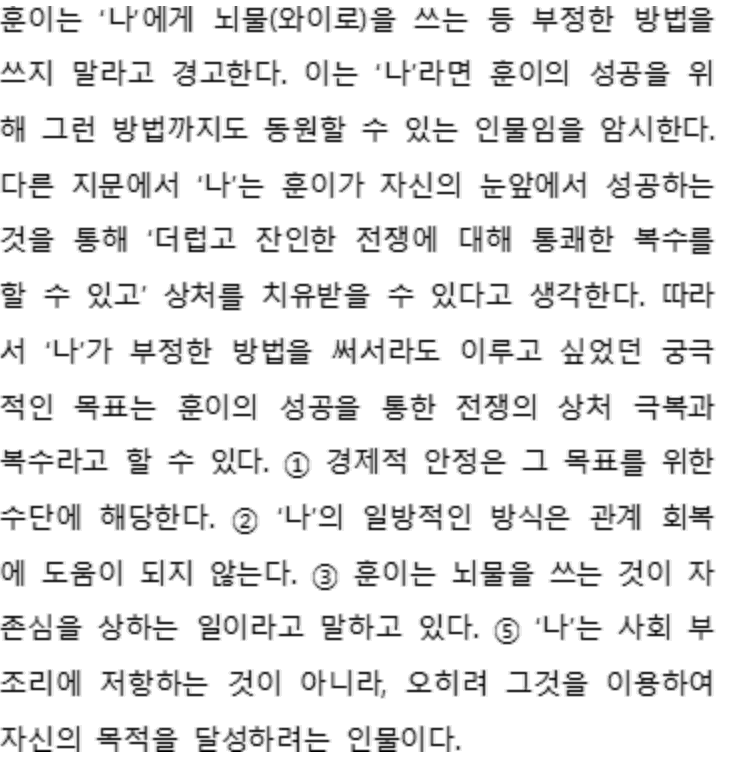 훈이는 ‘나’에게 뇌물(와이로)을 쓰는 등 부정한 방법을
쓰지 말라고 경고한다. 이는 ‘나’라면 훈이의 성공을 위
해 그런 방법까지도 동원할 수 있는 인물임을 암시한다.
다른 지문에서 ‘나’는 훈이가 자신의 눈앞에서 성공하는
것을 통해 ‘더럽고 잔인한 전쟁에 대해 통쾌한 복수를
할 수 있고’ 상처를 치유받을 수 있다고 생각한다. 따라
서 ‘나’가 부정한 방법을 써서라도 이루고 싶었던 궁극
적인 목표는 훈이의 성공을 통한 전쟁의 상처 극복과
복수라고 할 수 있다. ① 경제적 안정은 그 목표를 위한
수단에 해당한다. ② ‘나’의 일방적인 방식은 관계 회복
에 도움이 되지 않는다. ③ 훈이는 뇌물을 쓰는 것이 자
존심을 상하는 일이라고 말하고 있다. ⑤ ‘나’는 사회 부
조리에 저항하는 것이 아니라, 오히려 그것을 이용하여
자신의 목적을 달성하려는 인물이다.